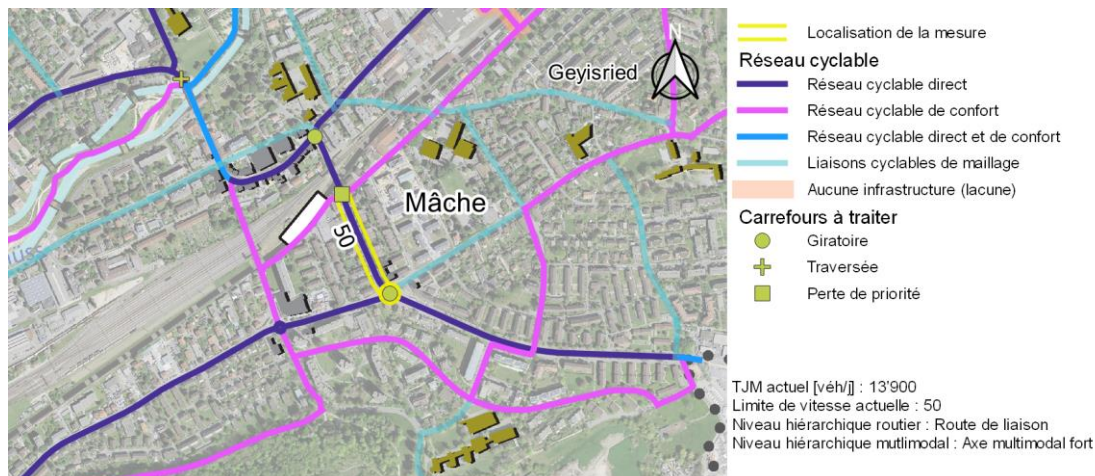 Geyisried
N
Mâche
50
Localisation de la mesure
Réseau cyclable
Réseau cyclable direct
Réseau cyclable de confort
Réseau cyclable direct et de confort
Liaisons cyclables de maillage
Aucune infrastructure (lacune)
Carrefours à traiter
Giratoire
Traversée
Perte de priorité
TJM actuel [véh/j] : 13'900
Limite de vitesse actuelle : 50
Niveau hiérarchique routier : Route de liaison
Niveau hiérarchique mutlimodal : Axe multimodal fort